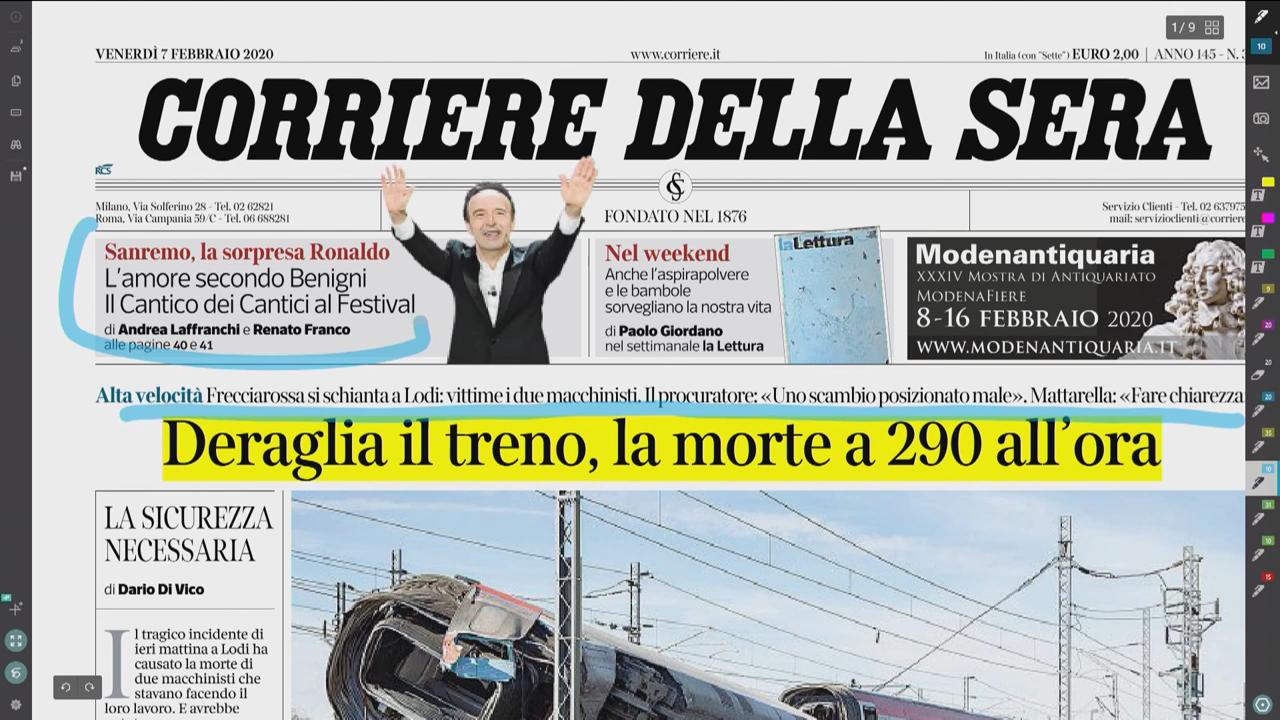 1/9
VENERDÌ 7 FEBBRAIO 2020
www.corriere.it
In Italia (con "Sette") EURO 2,00 | ANNO 145 - N.
CORRIERE DELLA SERA
RCS
Milano, Via Solferino 28 - Tel. 02 62821
Roma, Via Campania 59/C - Tel. 06 688281
FONDATO NEL 1876
Servizio Clienti - Tel. 02 637975
mail: servizioclienti@corriere
Sanremo, la sorpresa Ronaldo
L'amore secondo Benigni
Il Cantico dei Cantici al Festival
di Andrea Laffranchi e Renato Franco
alle pagine 40 e 41
Nel weekend
Anche l'aspirapolvere
e le bambole
sorvegliano la nostra vita
di Paolo Giordano
nel settimanale la Lettura
la Lettura
Modenantiquaria
XXXIV MOSTRA DI ANTIQUARIATO
MODENAFIERE
8-16 FEBBRAIO 2020
WWW.MODENANTIQUARIA.IT
Alta velocità Frecciarossa si schianta a Lodi: vittime i due macchinisti. Il procuratore: «Uno scambio posizionato male». Mattarella: «Fare chiarezza
Deraglia il treno, la morte a 290 all'ora
LA SICUREZZA
NECESSARIA
di Dario Di Vico
Il tragico incidente di
ieri mattina a Lodi ha
causato la morte di
due macchinisti che
stavano facendo il
loro lavoro. E avrebbe